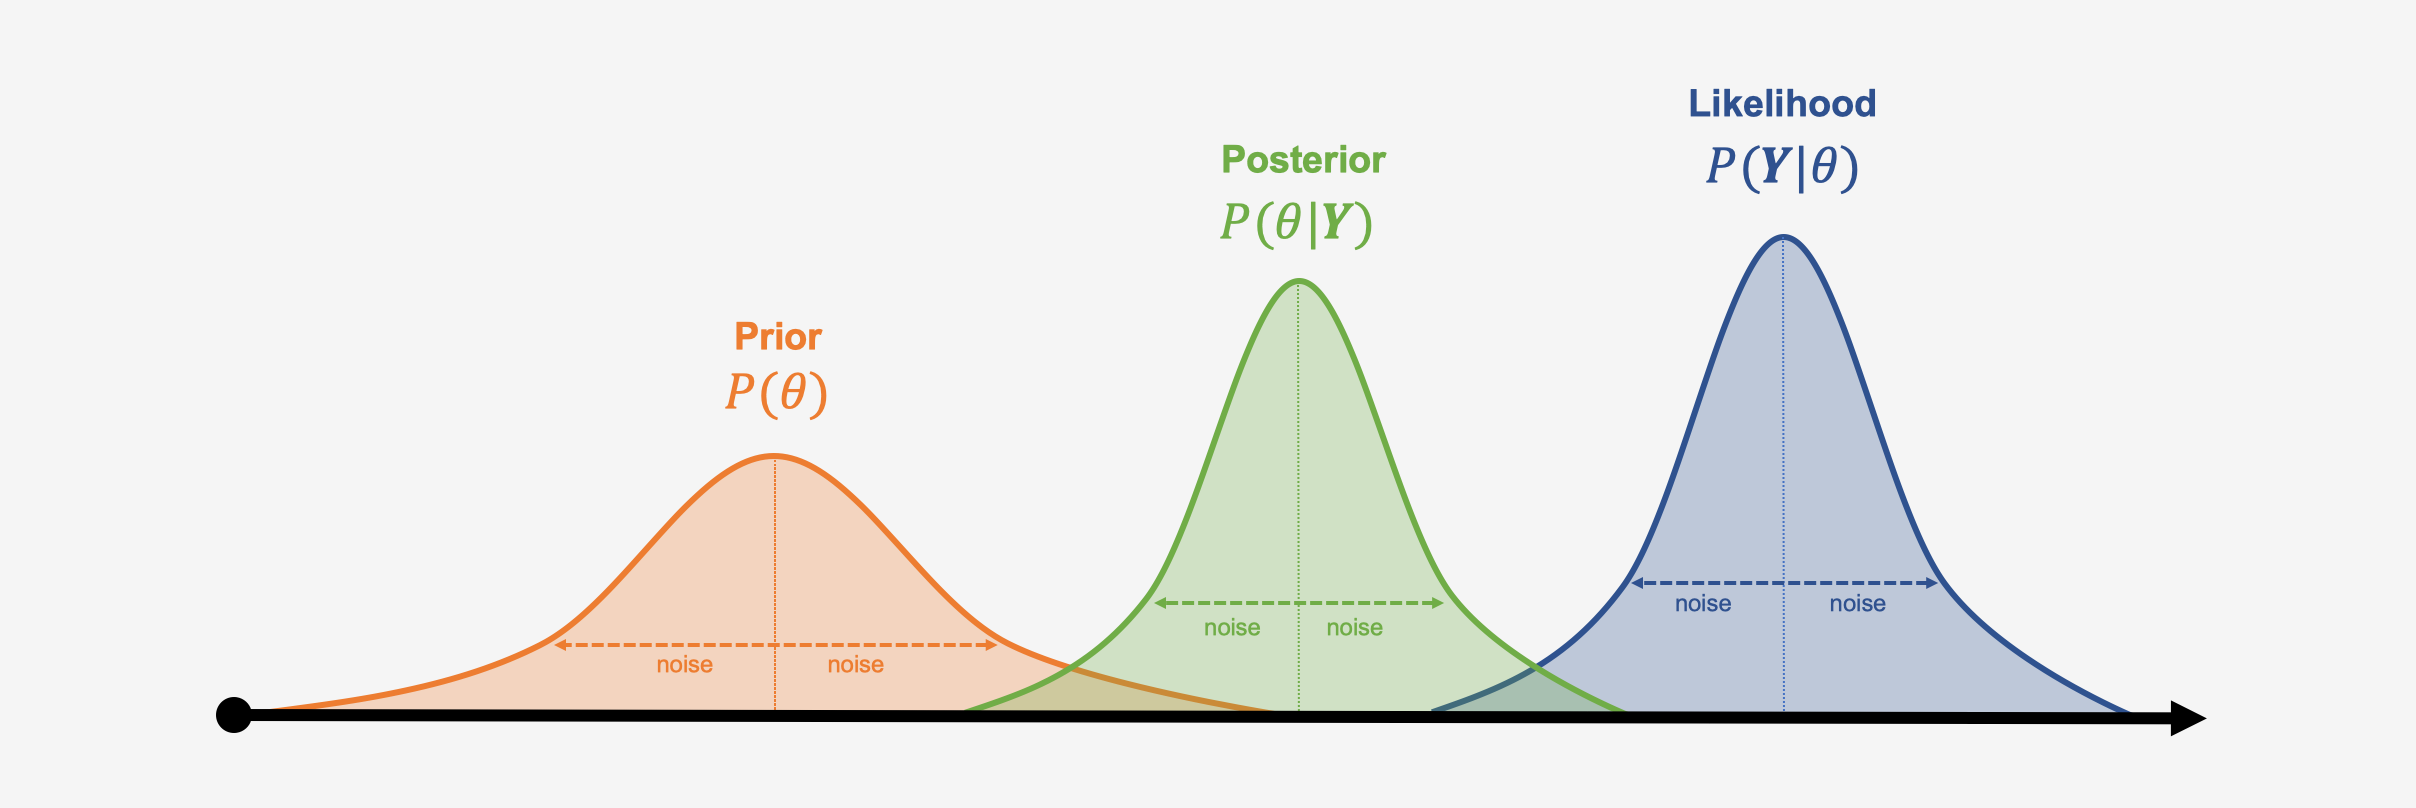 Prior
P(θ)
noise
noise
Posterior
P(θ|Y)
noise
noise
Likelihood
P(Y|θ)
noise
noise